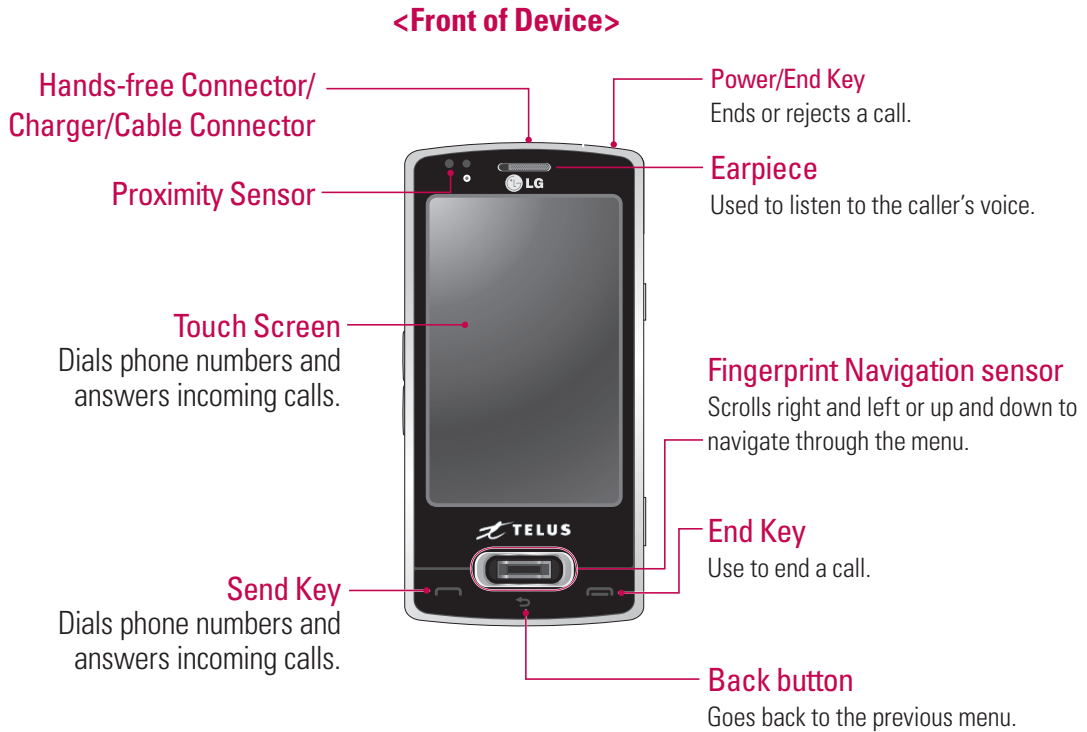 <Front of Device>
Hands-free Connector/
Charger/Cable Connector
Proximity Sensor
Touch Screen
Dials phone numbers and
answers incoming calls.
Send Key
Dials phone numbers and
answers incoming calls.
LG
TELUS
Power/End Key
Ends or rejects a call.
Earpiece
Used to listen to the caller’s voice.
Fingerprint Navigation sensor
Scrolls right and left or up and down to
navigate through the menu.
End Key
Use to end a call.
Back button
Goes back to the previous menu.